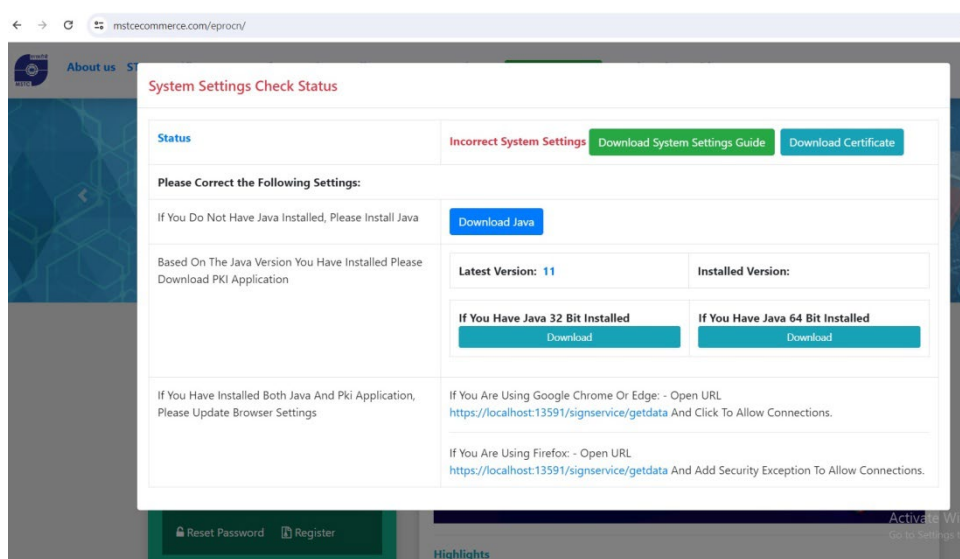 mstcecommerce.com/eprocn/
MSTC
About us
System Settings Check Status
Status
Incorrect System Settings Download System Settings Guide Download Certificate
Please Correct the Following Settings:
If You Do Not Have Java Installed, Please Install Java
Download Java
Based On The Java Version You Have Installed Please
Download PKI Application
Latest Version: 11
Installed Version:
If You Have Java 32 Bit Installed
Download
If You Have Java 64 Bit Installed
Download
If You Have Installed Both Java And Pki Application,
Please Update Browser Settings
If You Are Using Google Chrome Or Edge: - Open URL
https://localhost:13591/signservice/getdata And Click To Allow Connections.
If You Are Using Firefox: - Open URL
https://localhost:13591/signservice/getdata And Add Security Exception To Allow Connections.
Reset Password Register
Highlights
Activate Wi
Go to Settings t